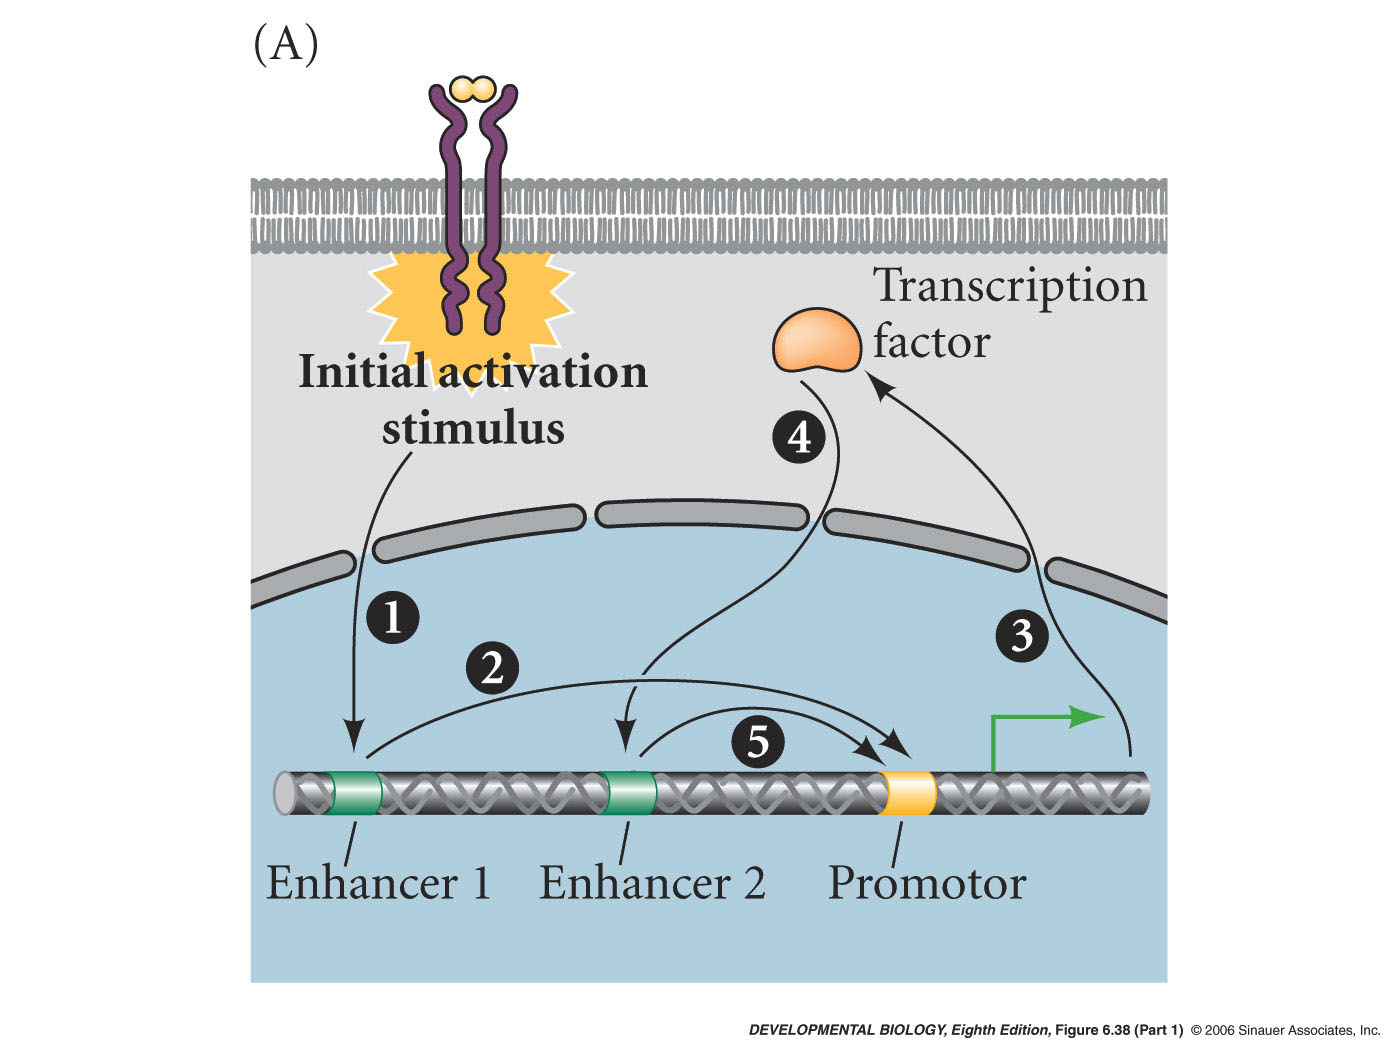 (A)
Transcription
factor
Initial activation
stimulus
4
1
3
2
5
Enhancer 1
Enhancer 2
Promotor
DEVELOPMENTAL BIOLOGY, Eighth Edition, Figure 6.38 (Part 1) © 2006 Sinauer Associates, Inc.